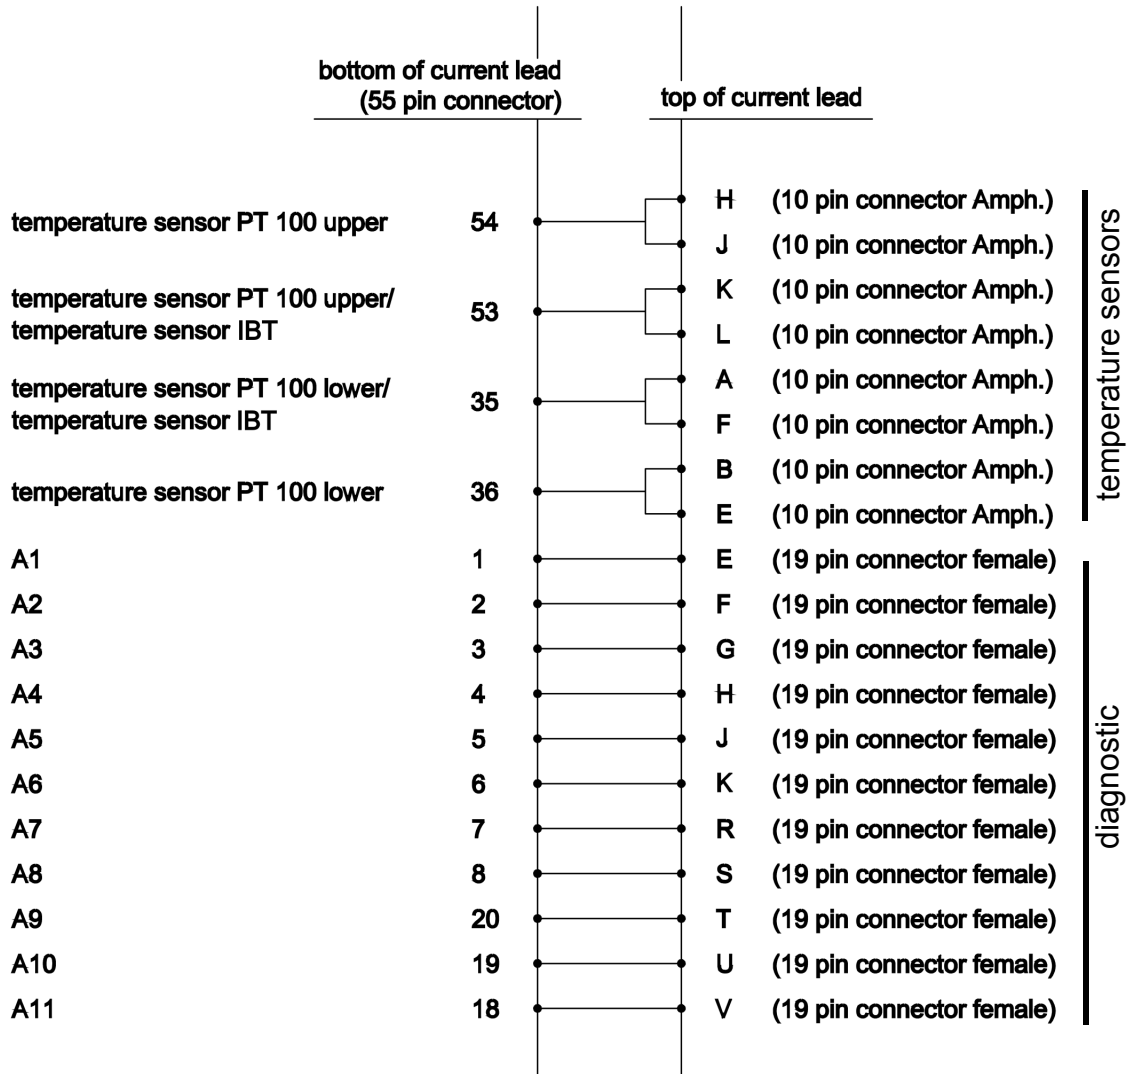 bottom of current lead
(55 pin connector)
top of current lead
temperature sensor PT 100 upper 54
H (10 pin connector Amph.)
J (10 pin connector Amph.)
temperature sensor PT 100 upper/
temperature sensor IBT
53
K (10 pin connector Amph.)
L (10 pin connector Amph.)
temperature sensor PT 100 lower/
temperature sensor IBT
35
A (10 pin connector Amph.)
F (10 pin connector Amph.)
temperature sensor PT 100 lower 36
B (10 pin connector Amph.)
E (10 pin connector Amph.)
temperature sensors
A1 1 E (19 pin connector female)
A2 2 F (19 pin connector female)
A3 3 G (19 pin connector female)
A4 4 H (19 pin connector female)
A5 5 J (19 pin connector female)
A6 6 K (19 pin connector female)
A7 7 R (19 pin connector female)
A8 8 S (19 pin connector female)
A9 20 T (19 pin connector female)
A10 19 U (19 pin connector female)
A11 18 V (19 pin connector female)
diagnostic